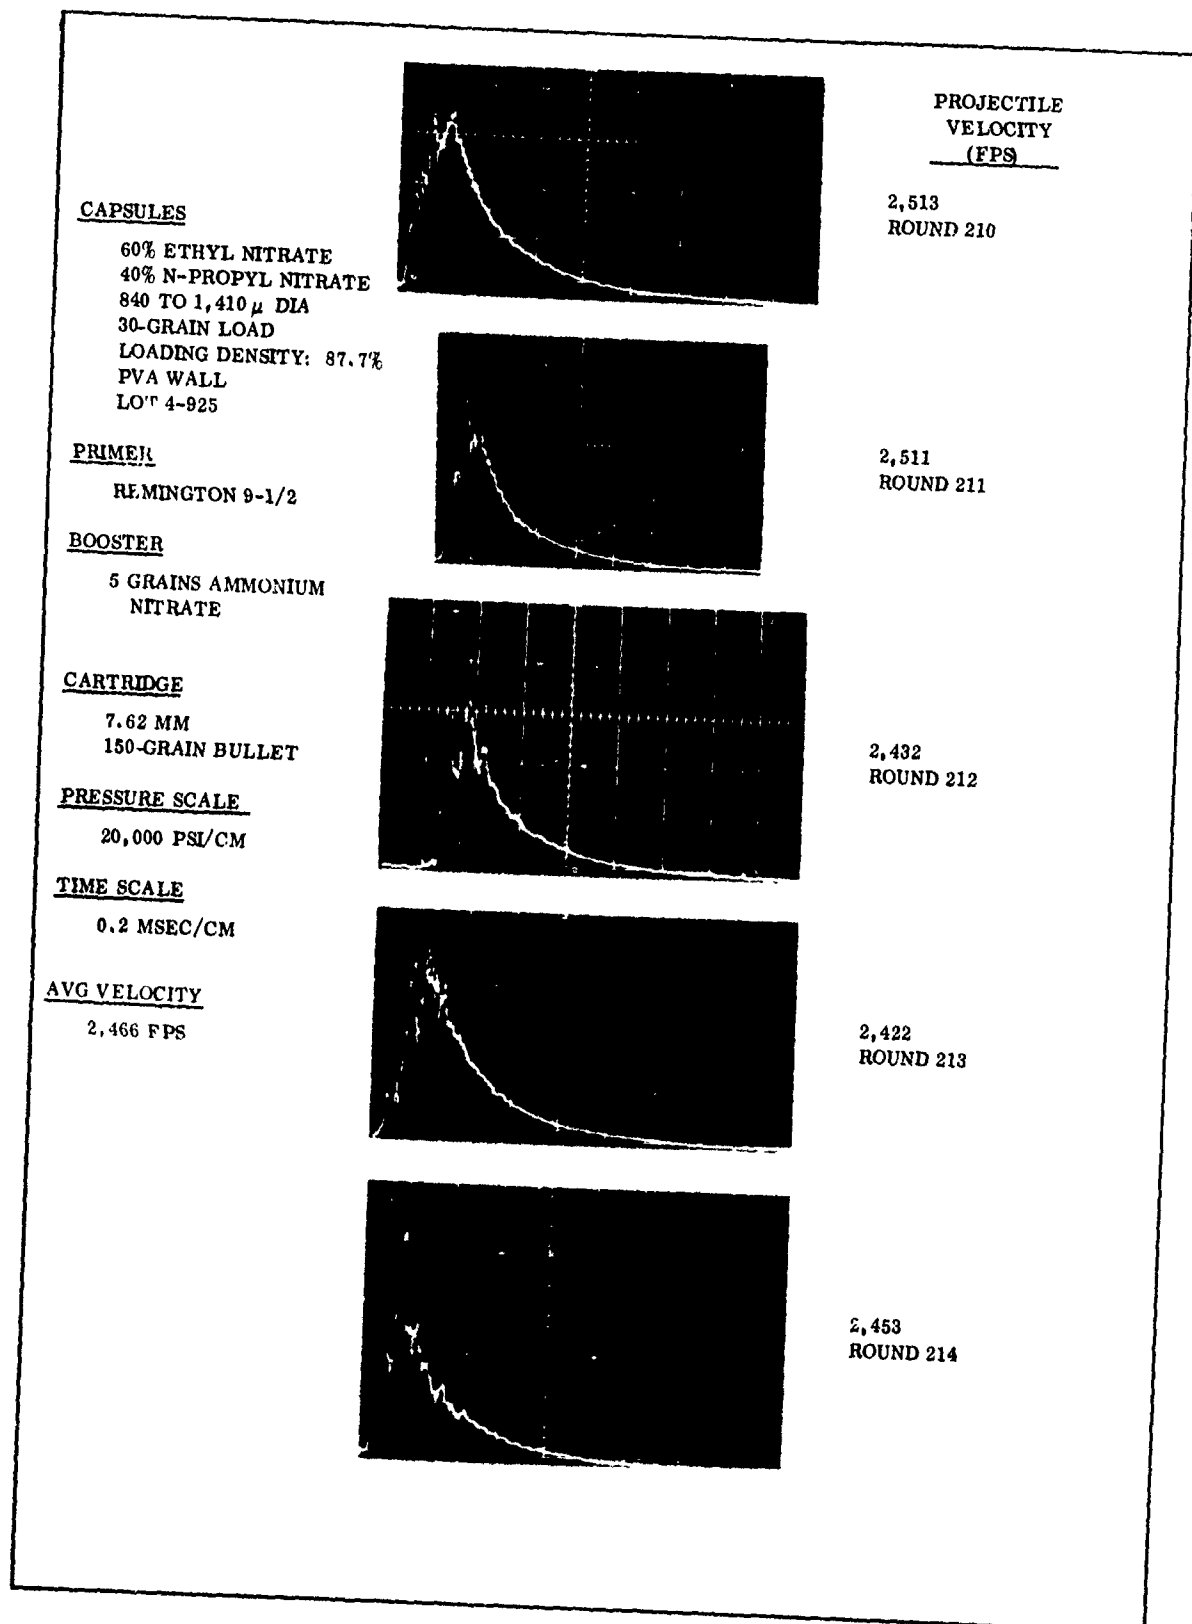 PROJECTILE
VELOCITY
(FPS)
CAPSULES
60% ETHYL NITRATE
40% N-PROPYL NITRATE
840 TO 1,410 μ DIA
30-GRAIN LOAD
LOADING DENSITY: 87.7%
PVA WALL
LOT 4-925
PRIMER
REMINGTON 9-1/2
BOOSTER
5 GRAINS AMMONIUM
NITRATE
CARTRIDGE
7.62 MM
150-GRAIN BULLET
PRESSURE SCALE
20,000 PSI/CM
TIME SCALE
0.2 MSEC/CM
AVG VELOCITY
2,466 FPS
2,513
ROUND 210
2,511
ROUND 211
2,432
ROUND 212
2,422
ROUND 213
2,453
ROUND 214